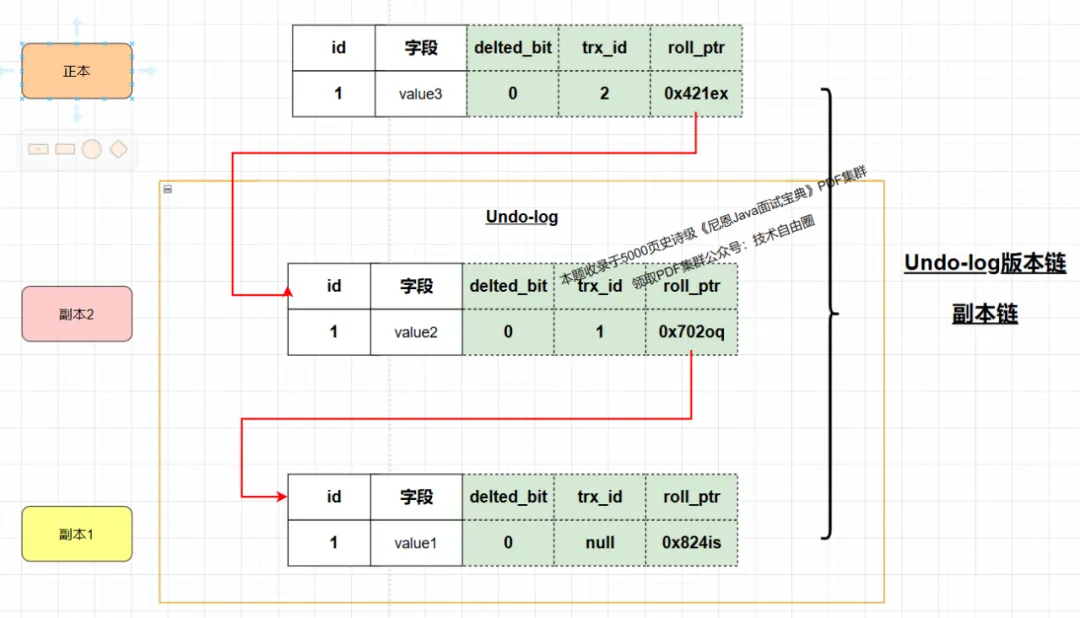 正本
id 字段 delted_bit trx_id roll_ptr
1 value3 0 2 0x421ex
Undo-log
本题收录于5000页史诗级《尼恩Java面试宝典》PDF集群
领取PDF集群公众号：技术自由圈
副本2
id 字段 delted_bit trx_id roll_ptr
1 value2 0 1 0x702oq
Undo-log版本链
副本链
副本1
id 字段 delted_bit trx_id roll_ptr
1 value1 0 null 0x824is